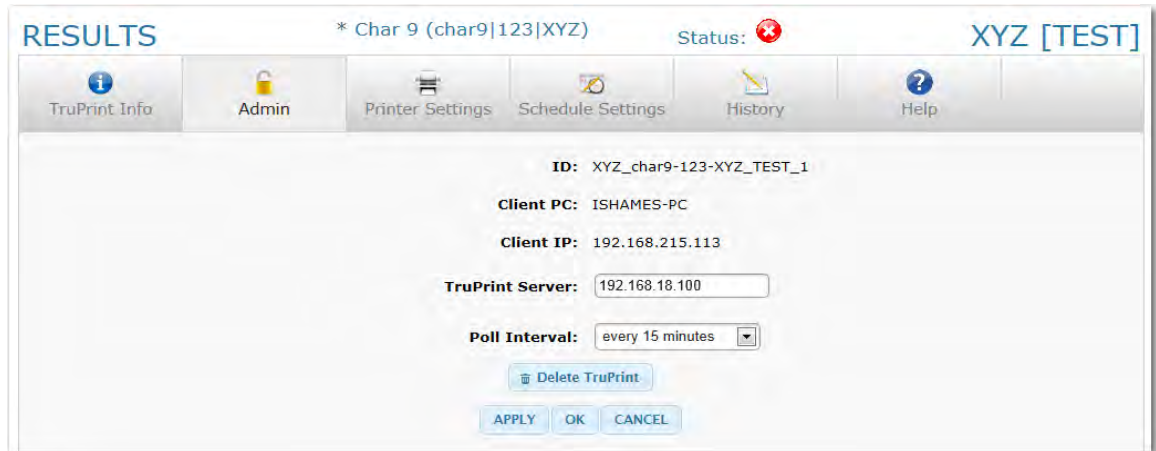 RESULTS * Char 9 (char9|123|XYZ) Status: XYZ [TEST]
TruPrint Info Admin Printer Settings Schedule Settings History Help
ID: XYZ_char9-123-XYZ_TEST_1
Client PC: ISHAMES-PC
Client IP: 192.168.215.113
TruPrint Server: 192.168.18.100
Poll Interval: every 15 minutes
Delete TruPrint
APPLY OK CANCEL